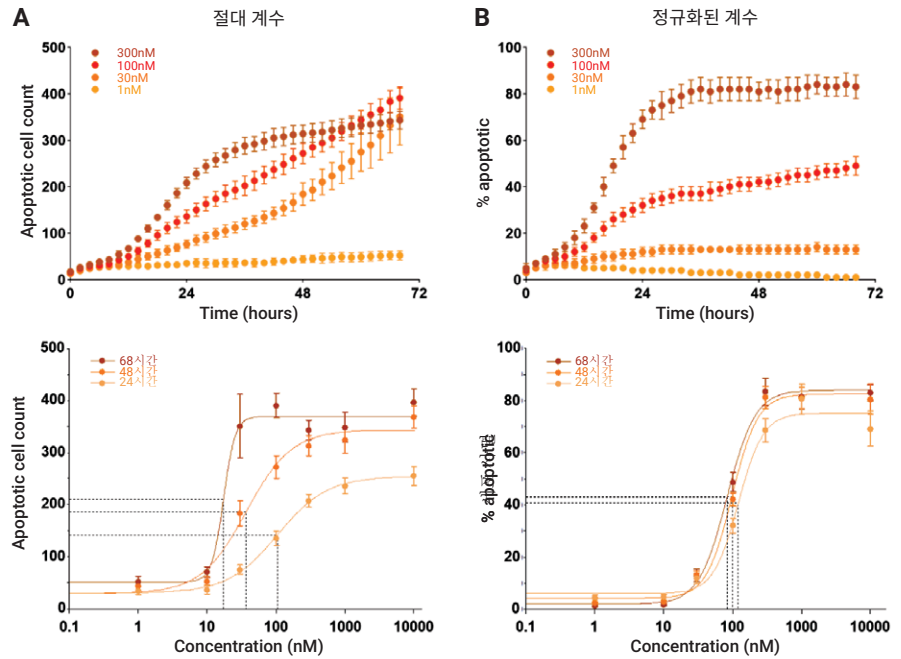 A
절대 계수
500
400
300
200
100
0
Apoptotic cell count
300nM
100nM
30nM
1nM
0
24
48
72
Time (hours)
B
정규화된 계수
100
80
60
40
20
0
% apoptotic
300nM
100nM
30nM
1nM
0
24
48
72
Time (hours)
500
400
300
200
100
0
Apoptotic cell count
68시간
48시간
24시간
0.1
1
10
100
1000
10000
Concentration (nM)
100
80
60
40
20
0
% apoptotic
68시간
48시간
24시간
0.1
1
10
100
1000
10000
Concentration (nM)